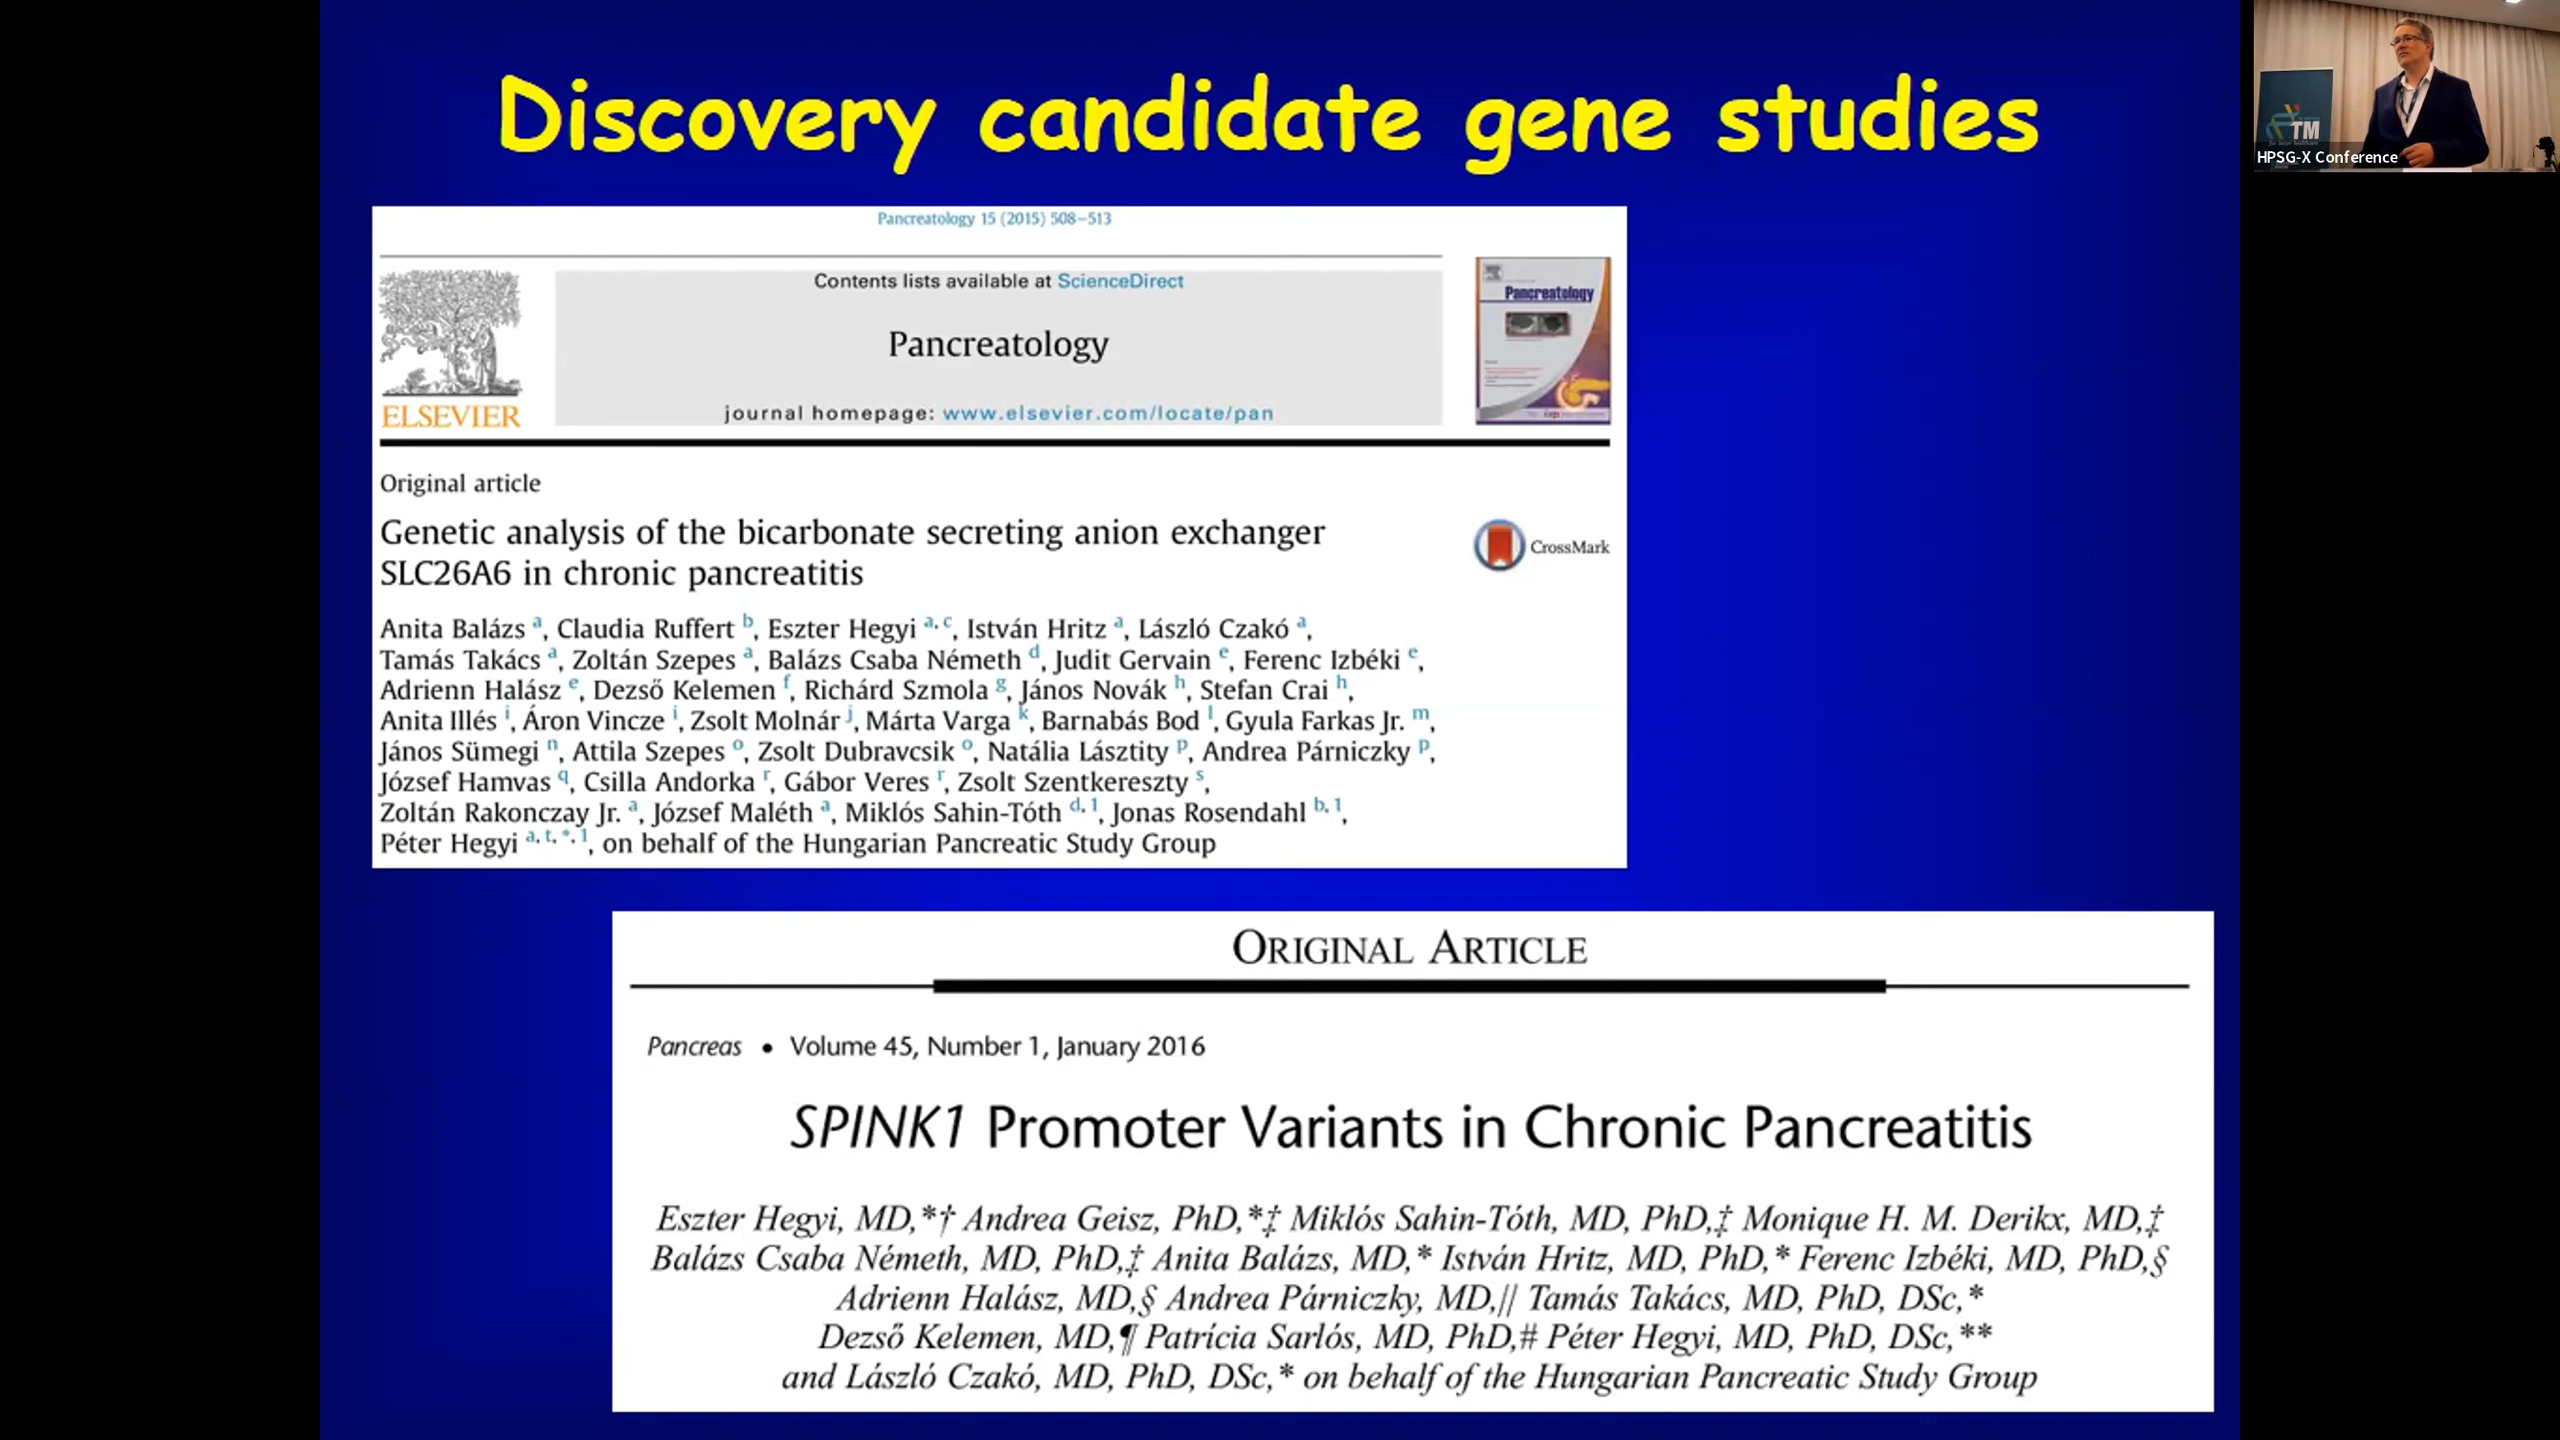 Discovery candidate gene studies
Pancreatology 15 (2015) 508–513
Contents lists available at ScienceDirect
Pancreatology
journal homepage: www.elsevier.com/locate/pan
ELSEVIER
Pancreatology
Original article
Genetic analysis of the bicarbonate secreting anion exchanger
SLC26A6 in chronic pancreatitis
CrossMark
Anita Balázs a, Claudia Ruffert b, Eszter Hegyi a, c, István Hritz a, László Czakó a,
Tamás Takács a, Zoltán Szepes a, Balázs Csaba Németh d, Judit Gervain e, Ferenc Izbéki e,
Adrienn Halász e, Dezső Kelemen f, Richárd Szmola g, János Novák h, Stefan Crai h,
Anita Illés i, Áron Vincze i, Zsolt Molnár j, Márta Varga k, Barnabás Bod l, Gyula Farkas Jr. m,
János Sümegi n, Attila Szepes o, Zsolt Dubravcsik o, Natália Lásztity p, Andrea Párniczky p,
József Hamvas q, Csilla Andorka r, Gábor Veres r, Zsolt Szentkereszty s,
Zoltán Rakonczay Jr. a, József Maléth a, Miklós Sahin-Tóth d, 1, Jonas Rosendahl b, 1,
Péter Hegyi a, t, *, 1, on behalf of the Hungarian Pancreatic Study Group
ORIGINAL ARTICLE
Pancreas • Volume 45, Number 1, January 2016
SPINK1 Promoter Variants in Chronic Pancreatitis
Eszter Hegyi, MD,*† Andrea Geisz, PhD,*‡ Miklós Sahin-Tóth, MD, PhD,‡ Monique H. M. Derikx, MD,‡
Balázs Csaba Németh, MD, PhD,‡ Anita Balázs, MD,* István Hritz, MD, PhD,* Ferenc Izbéki, MD, PhD,§
Adrienn Halász, MD,§ Andrea Párniczky, MD,|| Tamás Takács, MD, PhD, DSc,*
Dezső Kelemen, MD,¶ Patrícia Sarlós, MD, PhD,# Péter Hegyi, MD, PhD, DSc,**
and László Czakó, MD, PhD, DSc,* on behalf of the Hungarian Pancreatic Study Group
TM
HPSG-X Conference